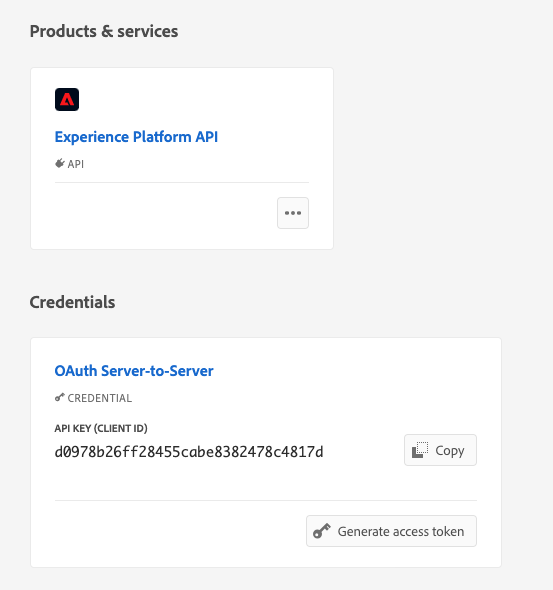 Products & services
Experience Platform API
API
Credentials
OAuth Server-to-Server
CREDENTIAL
API KEY (CLIENT ID)
d0978b26ff28455cabe8382478c4817d
Copy
Generate access token